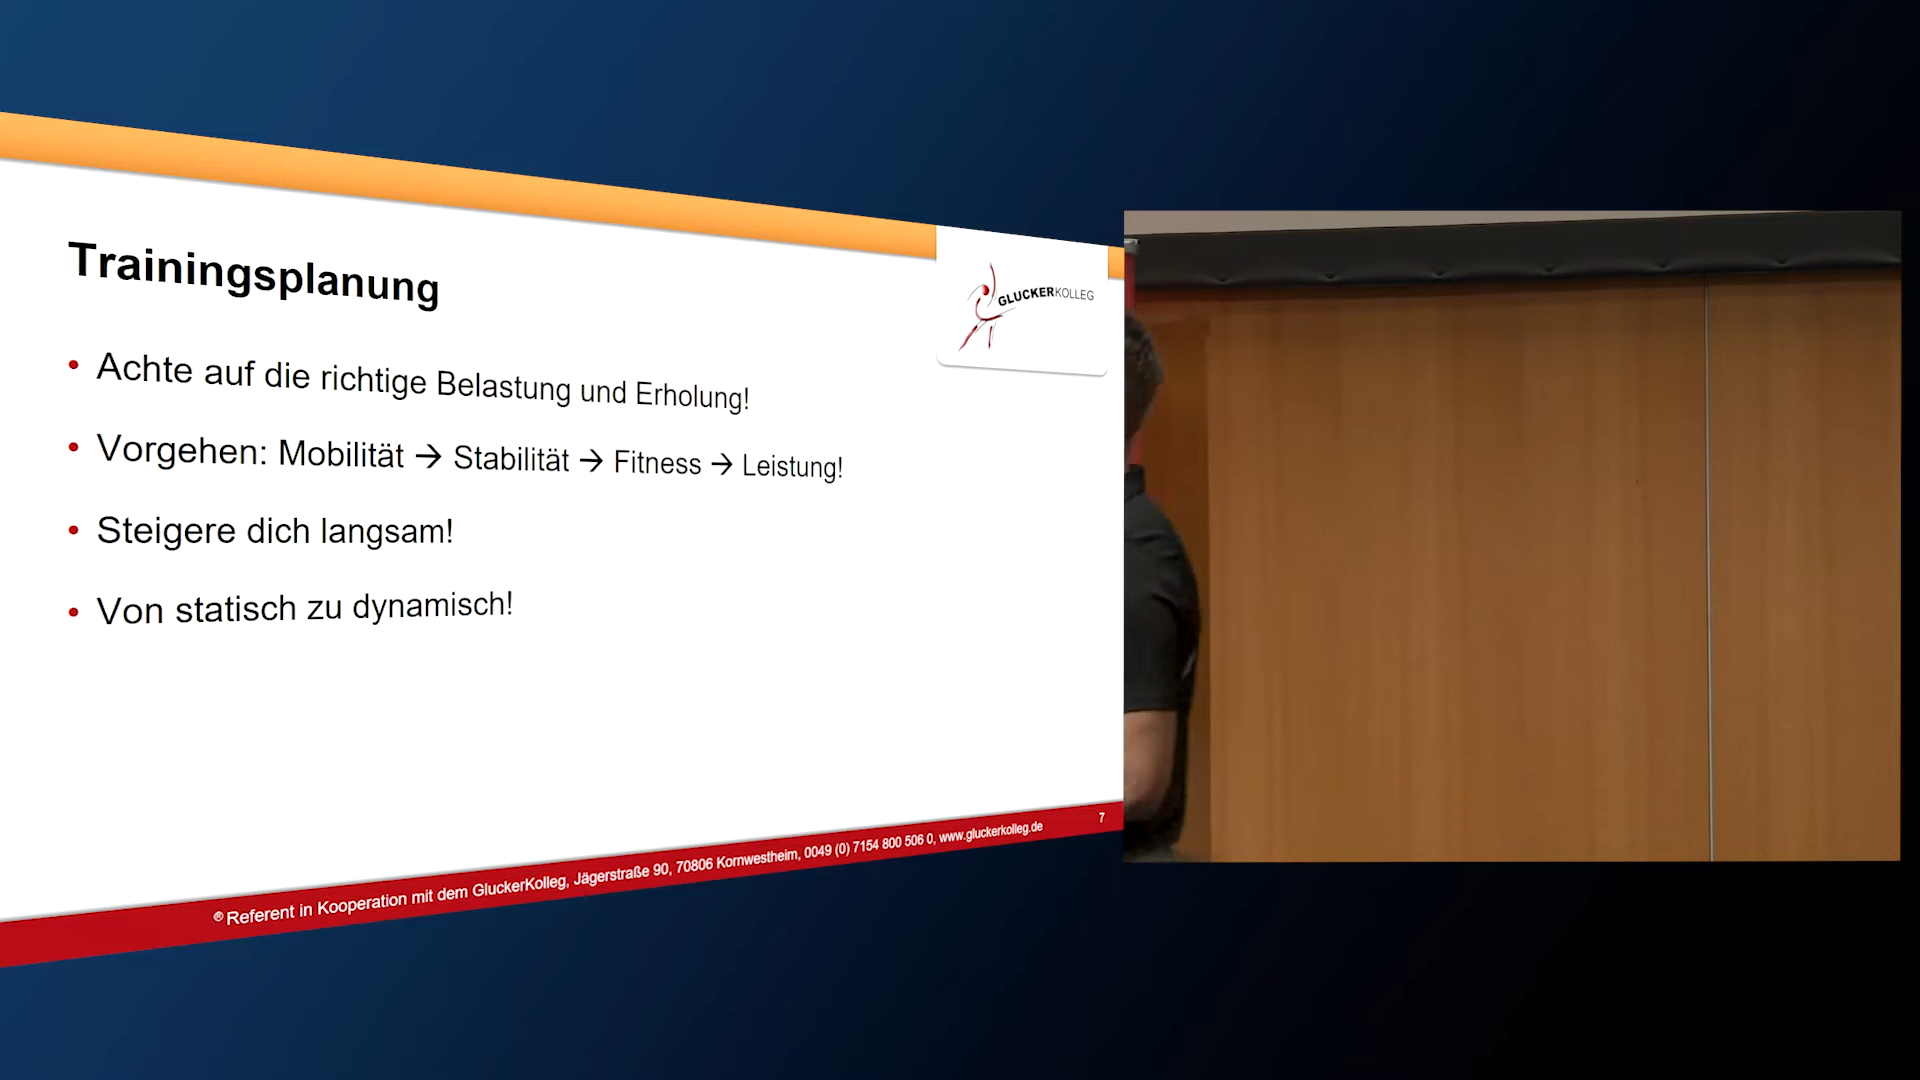 Trainingsplanung
GLUCKERKOLLEG
• Achte auf die richtige Belastung und Erholung!
• Vorgehen: Mobilität → Stabilität → Fitness → Leistung!
• Steigere dich langsam!
• Von statisch zu dynamisch!
7
® Referent in Kooperation mit dem GluckerKolleg, Jägerstraße 90, 70806 Kornwestheim, 0049 (0) 7154 800 506 0, www.gluckerkolleg.de